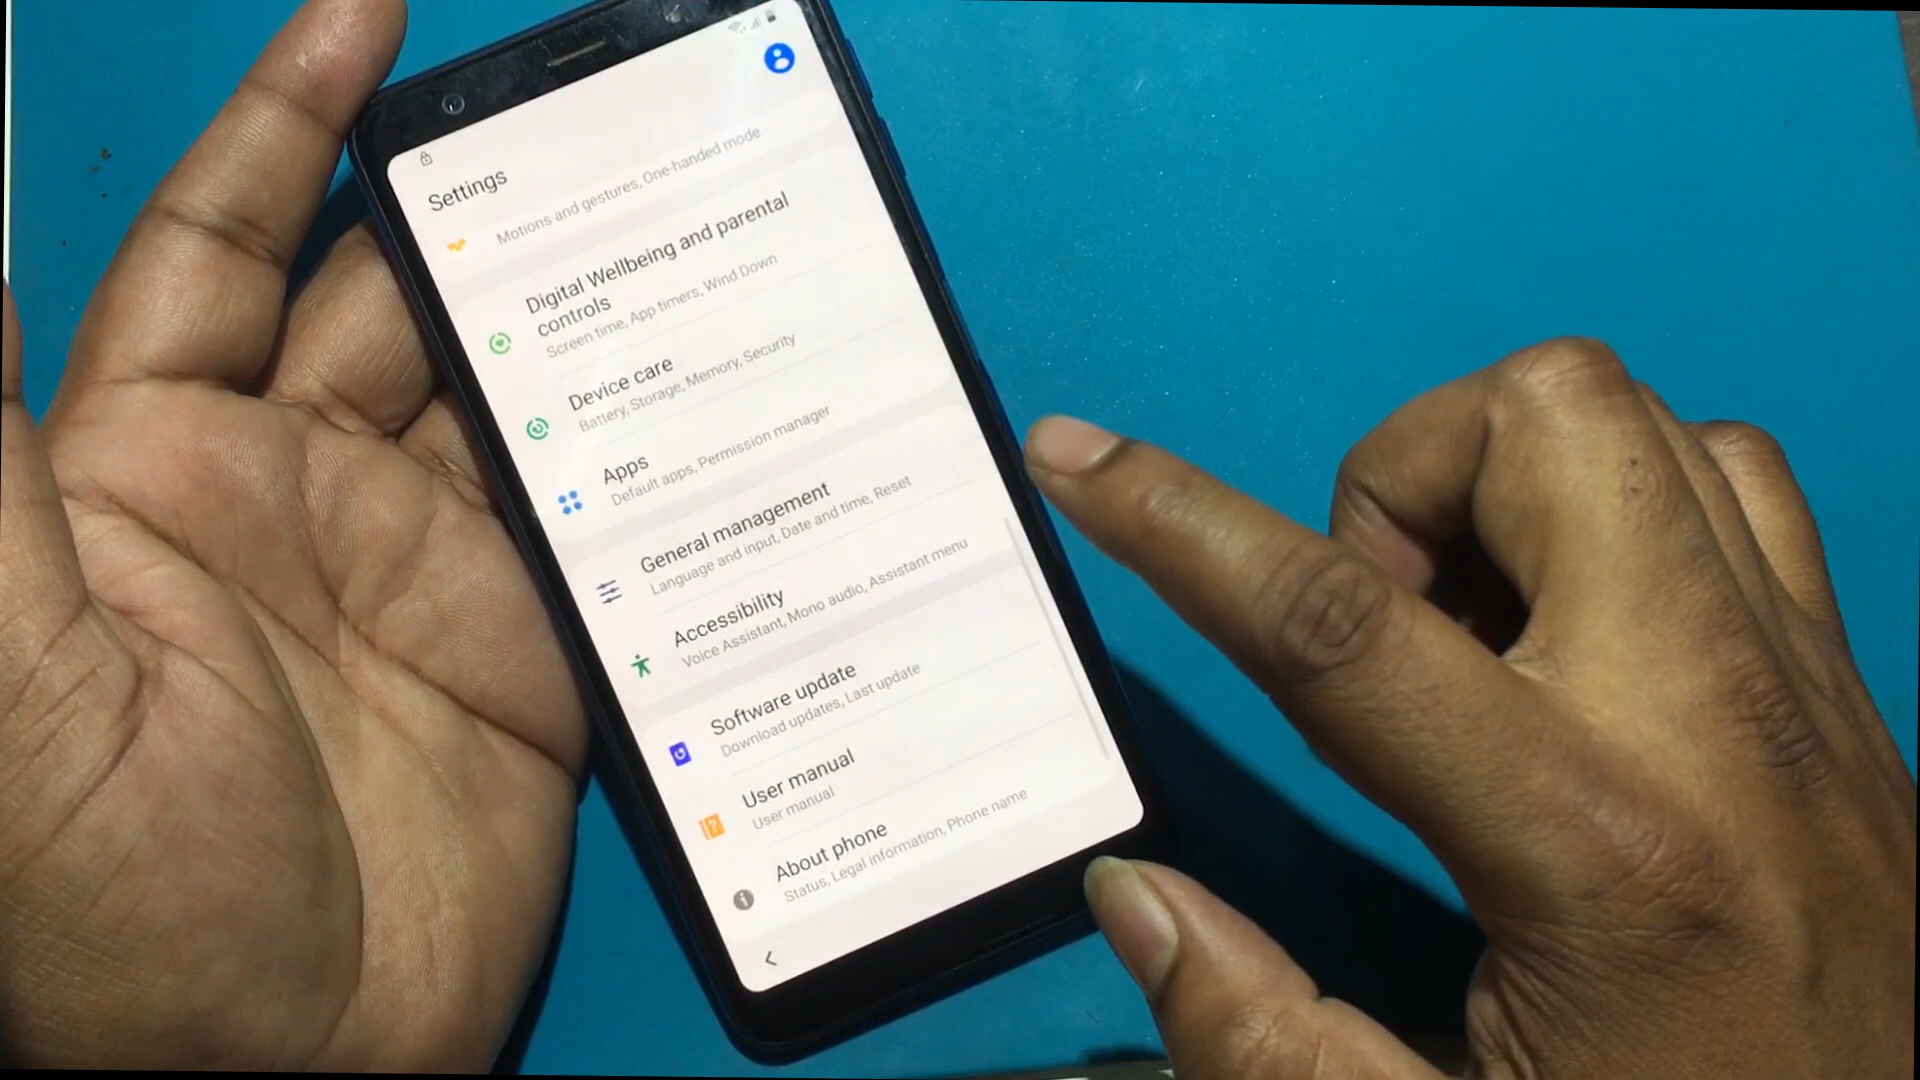 Settings
Motions and gestures, One-handed mode
Digital Wellbeing and parental
controls
Screen time, App timers, Wind Down
Device care
Battery, Storage, Memory, Security
Apps
Default apps, Permission manager
General management
Language and input, Date and time, Reset
Accessibility
Voice Assistant, Mono audio, Assistant menu
Software update
Download updates, Last update
User manual
User manual
About phone
Status, Legal information, Phone name